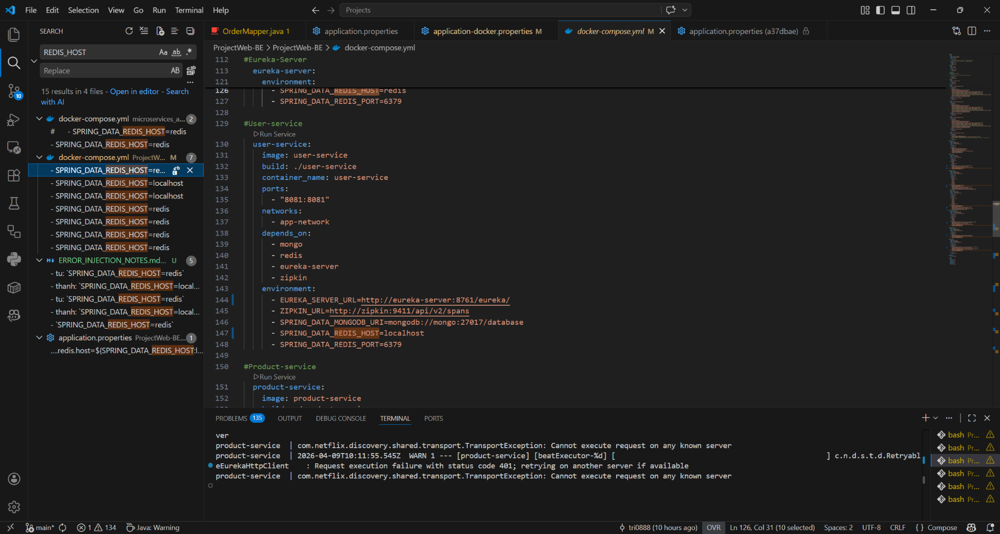 File Edit Selection View Go Run Terminal Help
Projects
SEARCH
REDIS_HOST
Aa ab .*
Replace
AB
15 results in 4 files - Open in editor - Search
with AI
10
docker-compose.yml microservices_a... 2
# - SPRING_DATA_REDIS_HOST=redis
- SPRING_DATA_REDIS_HOST=redis
docker-compose.yml ProjectW... M 7
- SPRING_DATA_REDIS_HOST=re...
- SPRING_DATA_REDIS_HOST=localhost
- SPRING_DATA_REDIS_HOST=localhost
- SPRING_DATA_REDIS_HOST=redis
- SPRING_DATA_REDIS_HOST=redis
- SPRING_DATA_REDIS_HOST=redis
- SPRING_DATA_REDIS_HOST=redis
ERROR_INJECTION_NOTES.md... U 5
- tu: `SPRING_DATA_REDIS_HOST=redis`
- thanh: `SPRING_DATA_REDIS_HOST=local...
- tu: `SPRING_DATA_REDIS_HOST=redis`
- thanh: `SPRING_DATA_REDIS_HOST=local...
- `SPRING_DATA_REDIS_HOST=redis`
application.properties ProjectWeb-BE... 1
....redis.host=${SPRING_DATA_REDIS_HOST:l...
OrderMapper.java 1
application.properties
application-docker.properties M
docker-compose.yml M
application.properties (a37dbae)
ProjectWeb-BE > ProjectWeb-BE > docker-compose.yml
112 #Eureka-Server
113 eureka-server:
121 environment:
126 - SPRING_DATA_REDIS_HOST=redis
127 - SPRING_DATA_REDIS_PORT=6379
128
129 #User-service
Run Service
130 user-service:
131 image: user-service
132 build: ./user-service
133 container_name: user-service
134 ports:
135 - "8081:8081"
136 networks:
137 - app-network
138 depends_on:
139 - mongo
140 - redis
141 - eureka-server
142 - zipkin
143 environment:
144 - EUREKA_SERVER_URL=http://eureka-server:8761/eureka/
145 - ZIPKIN_URL=http://zipkin:9411/api/v2/spans
146 - SPRING_DATA_MONGODB_URI=mongodb://mongo:27017/database
147 - SPRING_DATA_REDIS_HOST=localhost
148 - SPRING_DATA_REDIS_PORT=6379
149
150 #Product-service
Run Service
151 product-service:
152 image: product-service
PROBLEMS 135 OUTPUT DEBUG CONSOLE TERMINAL PORTS
ver
product-service | com.netflix.discovery.shared.transport.TransportException: Cannot execute request on any known server
product-service | 2026-04-09T10:11:55.545Z WARN 1 --- [product-service] [beatExecutor-%d] [ ] c.n.d.s.t.d.Retryabl
eEurekaHttpClient : Request execution failure with status code 401; retrying on another server if available
product-service | com.netflix.discovery.shared.transport.TransportException: Cannot execute request on any known server
bash Pr...
bash Pr...
bash Pr...
bash Pr...
bash Pr...
bash Pr...
main* 1 134 Java: Warning
tri0888 (10 hours ago) OVR Ln 126, Col 31 (10 selected) Spaces: 2 UTF-8 CRLF { } Compose